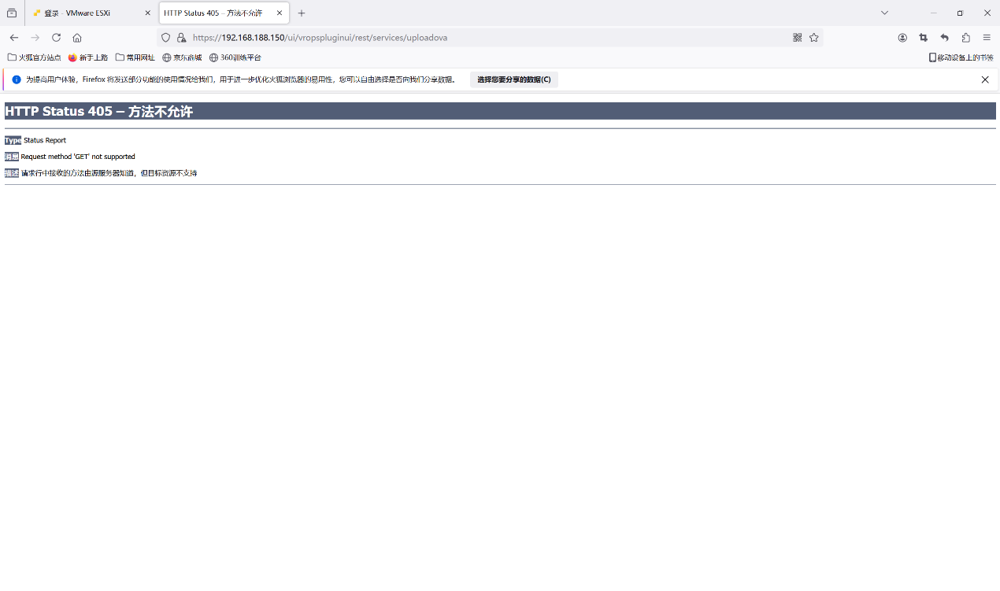 登录 - VMware ESXi
HTTP Status 405 – 方法不允许
https://192.168.188.150/ui/vropspluginui/rest/services/uploadova
火狐官方站点 新手上路 常用网址 京东商城 360训练平台 移动设备上的书签
为提高用户体验，Firefox 将发送部分功能的使用情况给我们，用于进一步优化火狐浏览器的易用性，您可以自由选择是否向我们分享数据。 选择您要分享的数据(C)
HTTP Status 405 – 方法不允许
Type Status Report
消息 Request method 'GET' not supported
描述 请求行中接收的方法由源服务器知道，但目标资源不支持